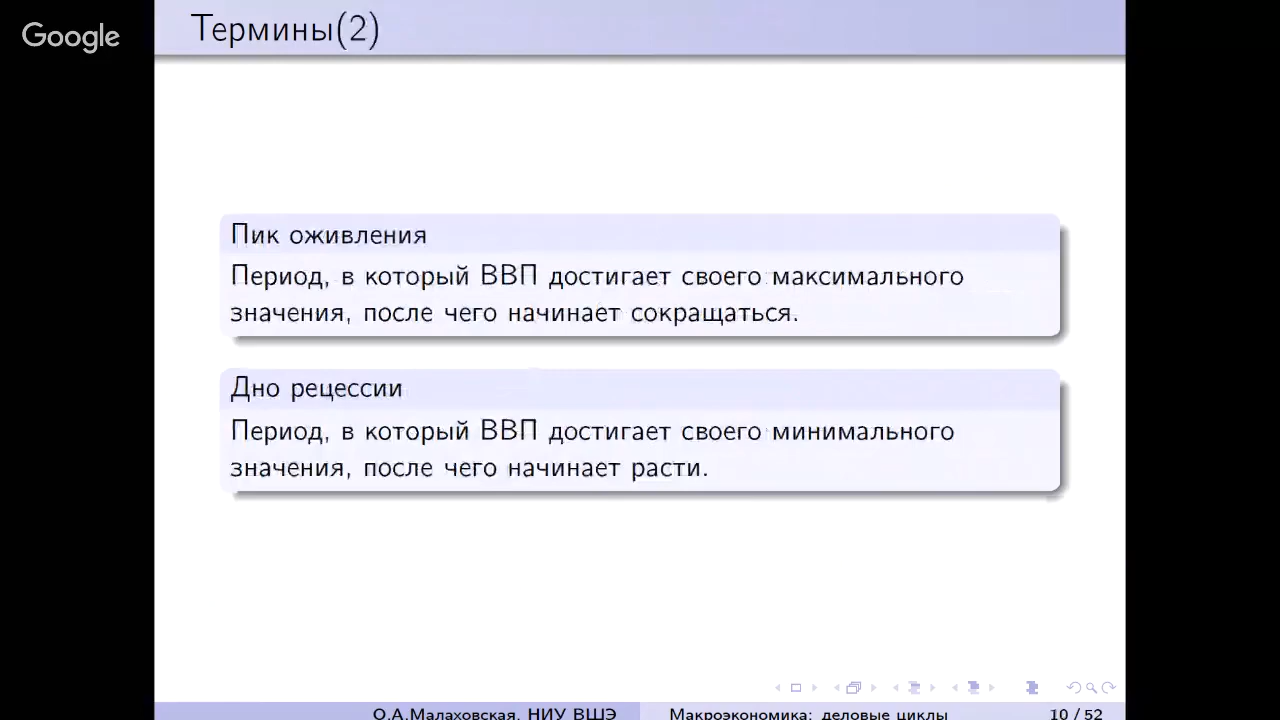 Google
Термины(2)
Пик оживления
Период, в который ВВП достигает своего максимального
значения, после чего начинает сокращаться.
Дно рецессии
Период, в который ВВП достигает своего минимального
значения, после чего начинает расти.
О.А.Малаховская, НИУ ВШЭ
Макроэкономика: деловые циклы
10 / 52